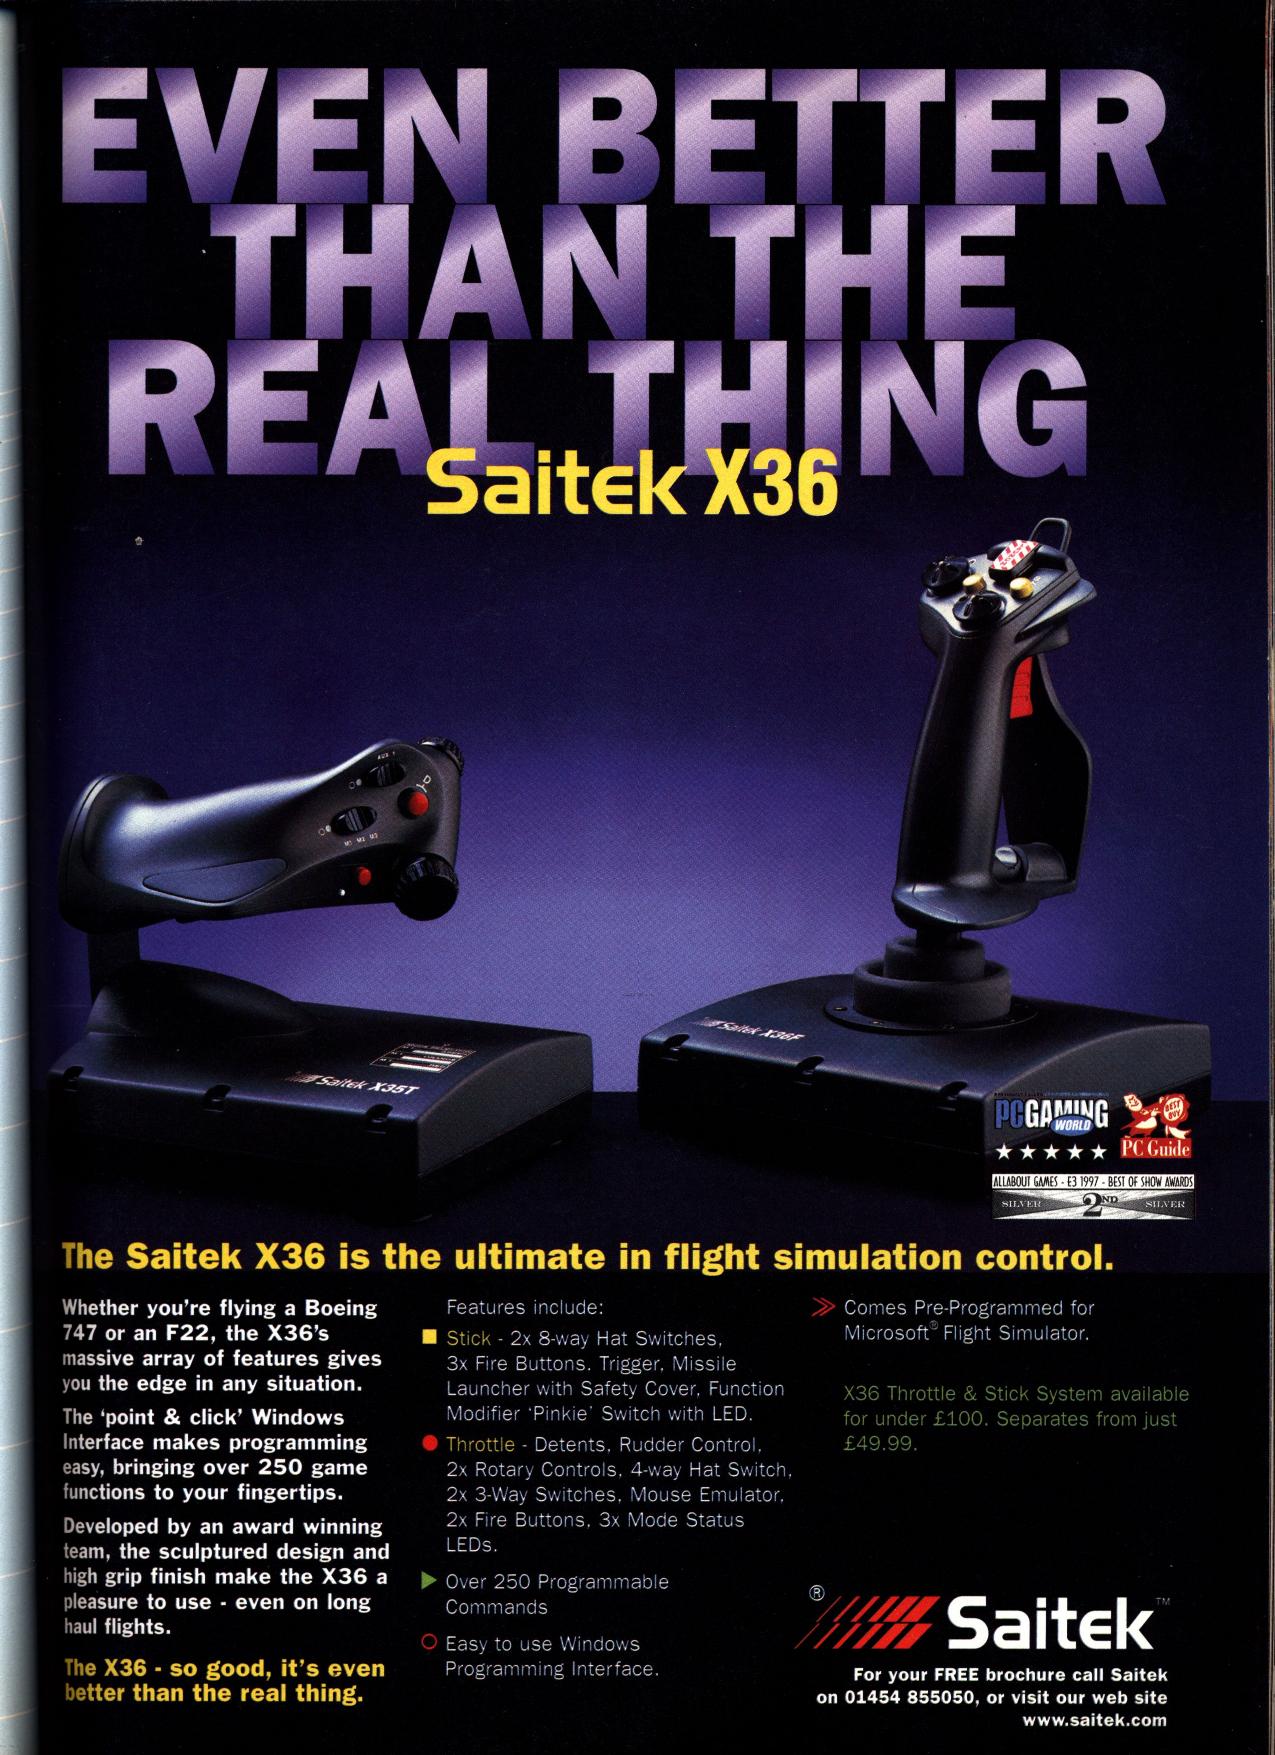 EVEN BETTER
THAN THE
REAL THING
Saitek X36
AUX 1
D
M1 M2 M3
Saitek X35T
Saitek X36F
PC GAMING
WORLD
★★★★★
BEST
BUY
PC Guide
ALLABOUT GAMES - E3 1997 - BEST OF SHOW AWARDS
SILVER 2ND SILVER
The Saitek X36 is the ultimate in flight simulation control.
Whether you're flying a Boeing
747 or an F22, the X36's
massive array of features gives
you the edge in any situation.
The 'point & click' Windows
Interface makes programming
easy, bringing over 250 game
functions to your fingertips.
Developed by an award winning
team, the sculptured design and
high grip finish make the X36 a
pleasure to use - even on long
haul flights.
The X36 - so good, it's even
better than the real thing.
Features include:
Stick - 2x 8-way Hat Switches,
3x Fire Buttons. Trigger, Missile
Launcher with Safety Cover, Function
Modifier 'Pinkie' Switch with LED.
Throttle - Detents, Rudder Control,
2x Rotary Controls, 4-way Hat Switch,
2x 3-Way Switches, Mouse Emulator,
2x Fire Buttons, 3x Mode Status
LEDs.
Over 250 Programmable
Commands
Easy to use Windows
Programming Interface.
Comes Pre-Programmed for
Microsoft® Flight Simulator.
X36 Throttle & Stick System available
for under £100. Separates from just
£49.99.
® Saitek™
For your FREE brochure call Saitek
on 01454 855050, or visit our web site
www.saitek.com